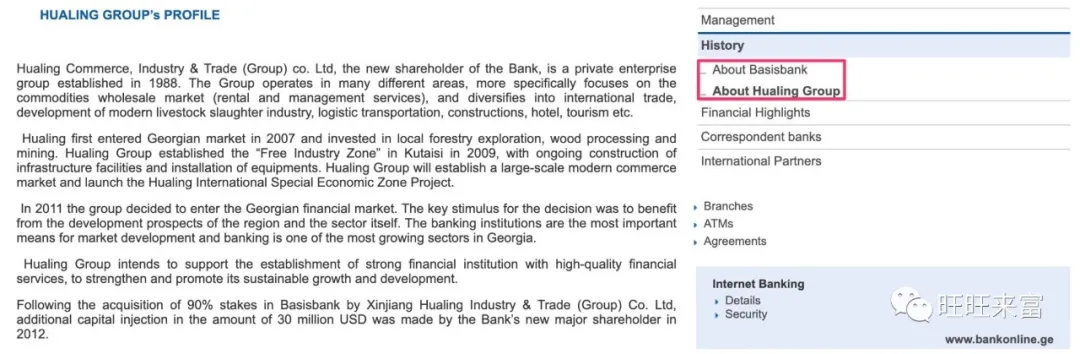 HUALING GROUP's PROFILE
Hualing Commerce, Industry & Trade (Group) co. Ltd, the new shareholder of the Bank, is a private enterprise
group established in 1988. The Group operates in many different areas, more specifically focuses on the
commodities wholesale market (rental and management services), and diversifies into international trade,
development of modern livestock slaughter industry, logistic transportation, constructions, hotel, tourism etc.
Hualing first entered Georgian market in 2007 and invested in local forestry exploration, wood processing and
mining. Hualing Group established the “Free Industry Zone” in Kutaisi in 2009, with ongoing construction of
infrastructure facilities and installation of equipments. Hualing Group will establish a large-scale modern commerce
market and launch the Hualing International Special Economic Zone Project.
In 2011 the group decided to enter the Georgian financial market. The key stimulus for the decision was to benefit
from the development prospects of the region and the sector itself. The banking institutions are the most important
means for market development and banking is one of the most growing sectors in Georgia.
Hualing Group intends to support the establishment of strong financial institution with high-quality financial
services, to strengthen and promote its sustainable growth and development.
Following the acquisition of 90% stakes in Basisbank by Xinjiang Hualing Industry & Trade (Group) Co. Ltd,
additional capital injection in the amount of 30 million USD was made by the Bank's new major shareholder in
2012.
Management
History
About Basisbank
About Hualing Group
Financial Highlights
Correspondent banks
International Partners
Branches
ATMs
Agreements
Internet Banking
Details
Security
旺旺来富
www.bankonline.ge